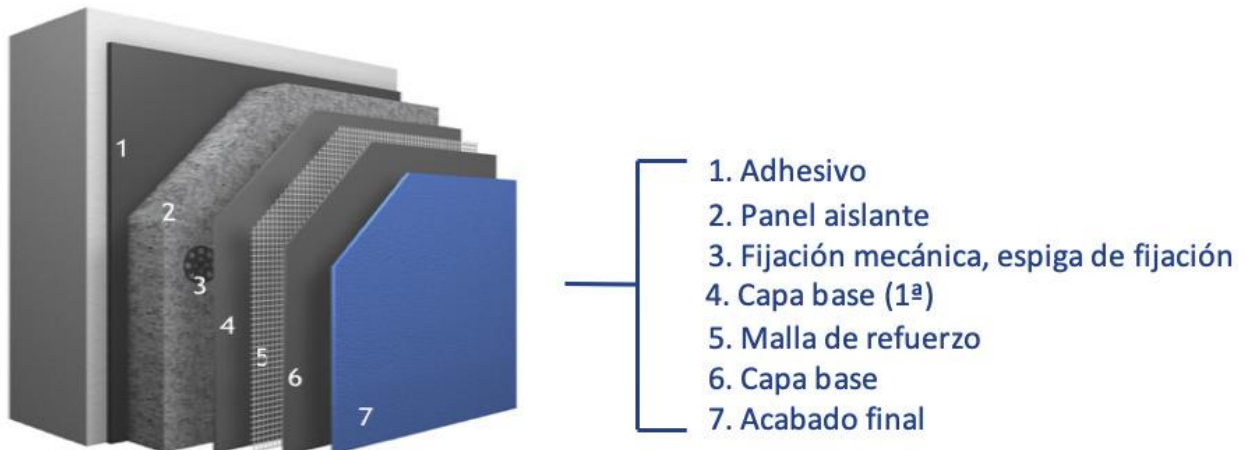 1
2
3
4
5
6
7
1. Adhesivo
2. Panel aislante
3. Fijación mecánica, espiga de fijación
4. Capa base (1ª)
5. Malla de refuerzo
6. Capa base
7. Acabado final